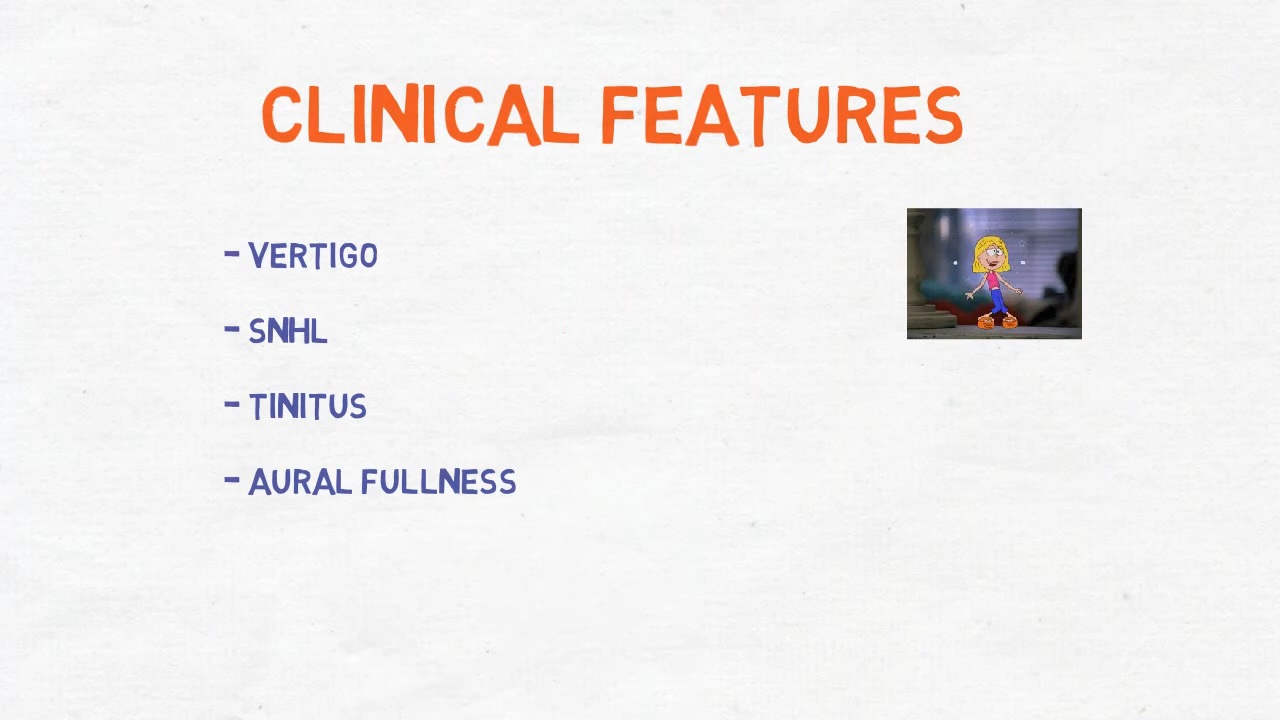 CLINICAL FEATURES
- VERTIGO
- SNHL
- TINITUS
- AURAL FULLNESS